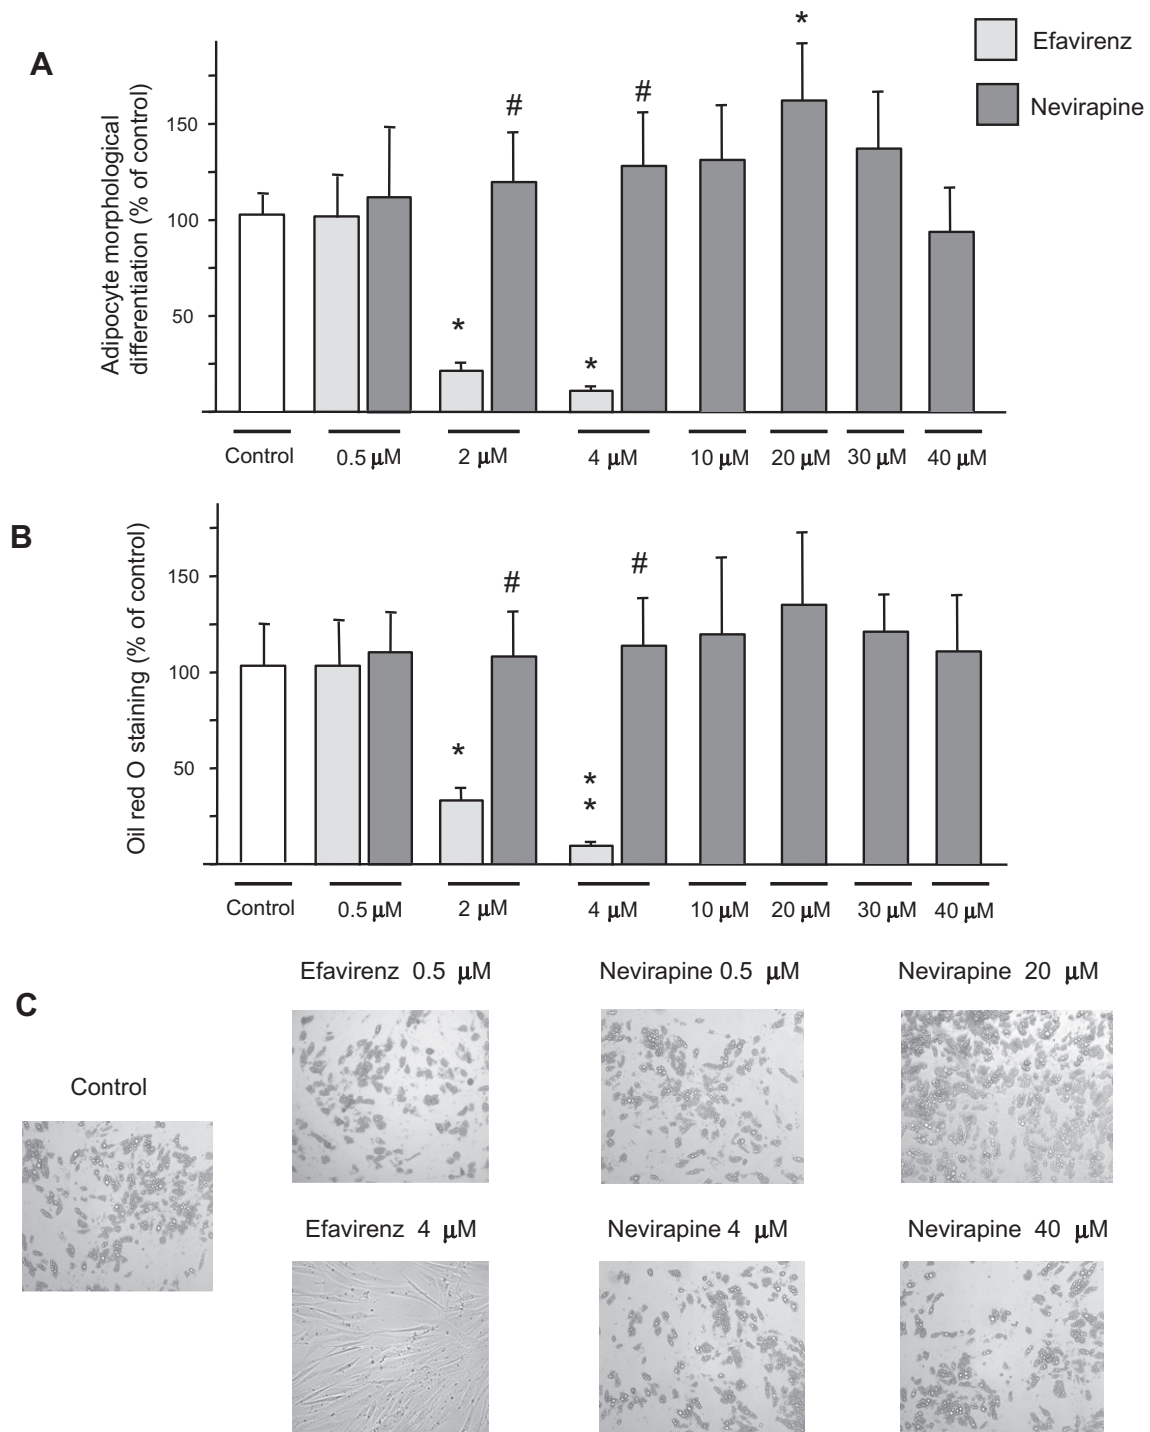 A
Efavirenz
Nevirapine
Adipocyte morphological
differentiation (% of control)
150
100
50
*
#
*
#
*
Control
0.5 μM
2 μM
4 μM
10 μM
20 μM
30 μM
40 μM
B
Oil red O staining (% of control)
150
100
50
*
#
*
*
#
Control
0.5 μM
2 μM
4 μM
10 μM
20 μM
30 μM
40 μM
C
Control
Efavirenz 0.5 μM
Nevirapine 0.5 μM
Nevirapine 20 μM
Efavirenz 4 μM
Nevirapine 4 μM
Nevirapine 40 μM